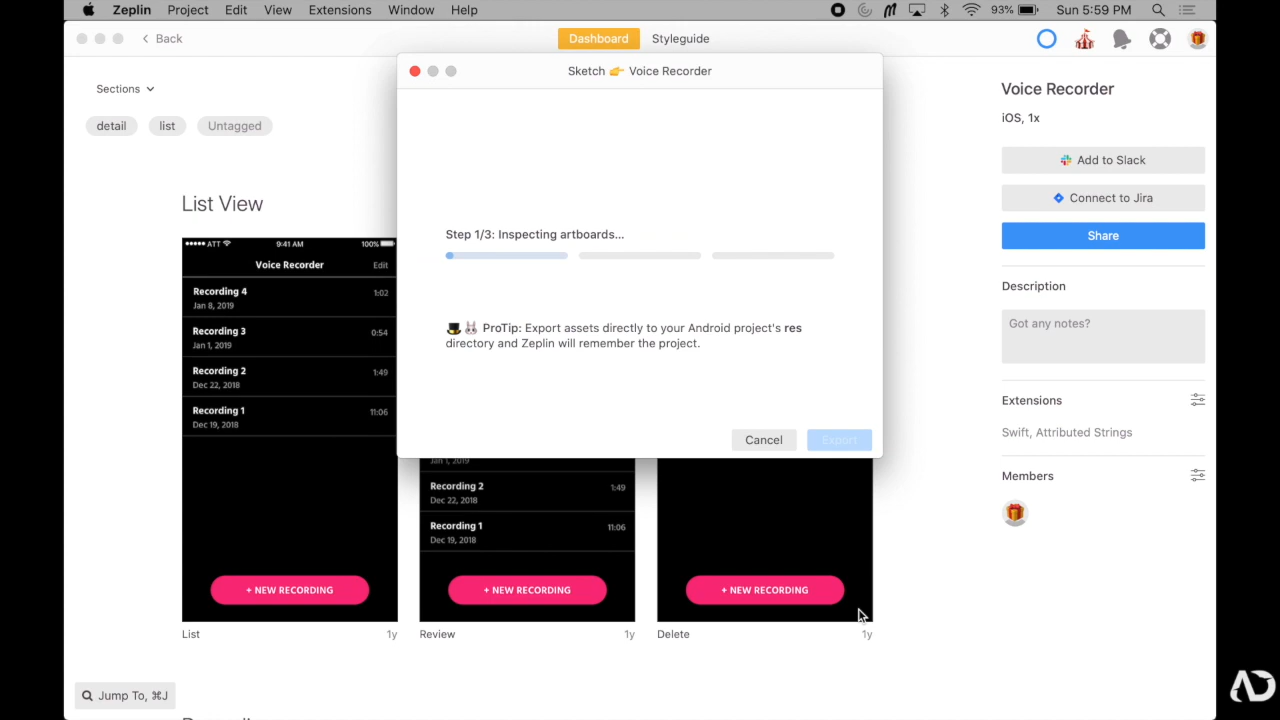 Zeplin Project Edit View Extensions Window Help
93% Sun 5:59 PM
Back
Dashboard Styleguide
Sketch 👉 Voice Recorder
Sections
detail list Untagged
List View
•••••ATT 9:41 AM 100%
Voice Recorder Edit
Recording 4 1:02
Jan 8, 2019
Recording 3 0:54
Jan 1, 2019
Recording 2 1:49
Dec 22, 2018
Recording 1 11:06
Dec 19, 2018
+ NEW RECORDING
List 1y
Step 1/3: Inspecting artboards...
🎩🐰 ProTip: Export assets directly to your Android project's res
directory and Zeplin will remember the project.
Cancel Export
Jan 1, 2019
Recording 2 1:49
Dec 22, 2018
Recording 1 11:06
Dec 19, 2018
+ NEW RECORDING
Review 1y
+ NEW RECORDING
Delete 1y
Voice Recorder
iOS, 1x
Add to Slack
Connect to Jira
Share
Description
Got any notes?
Extensions
Swift, Attributed Strings
Members
Jump To, ⌘J